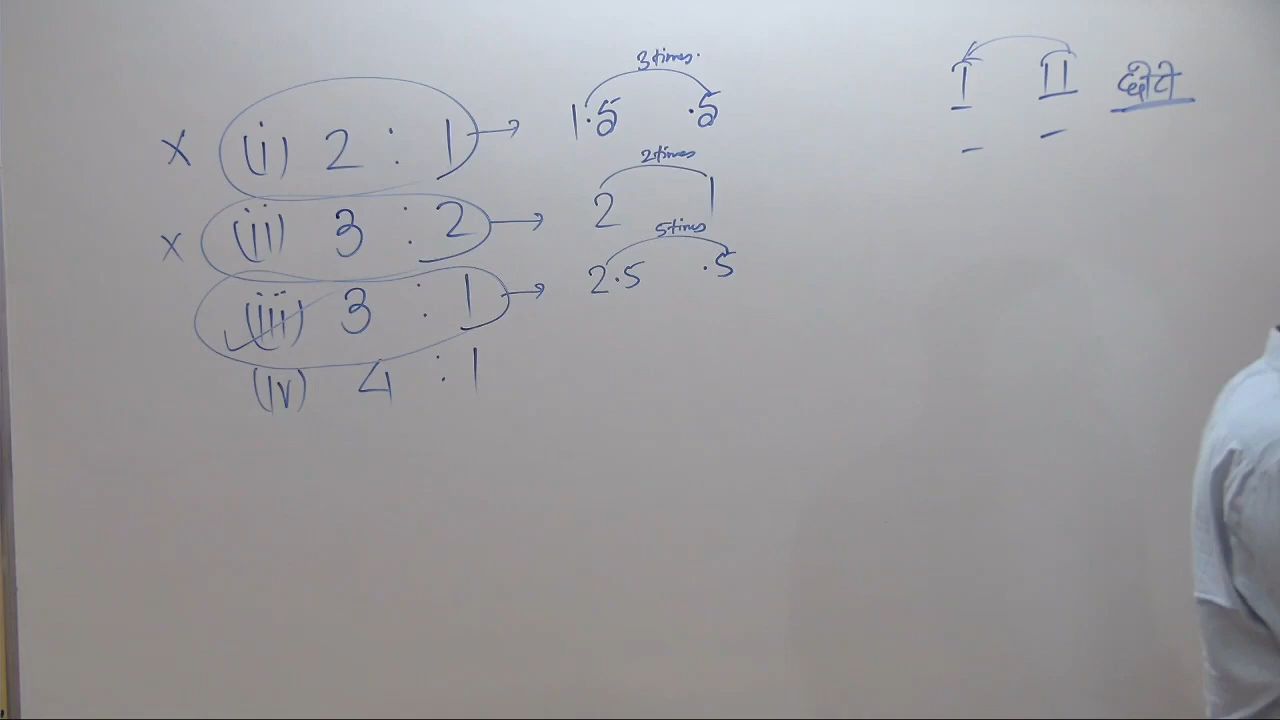 3 times.
x (i) 2 : 1 → 1.5 .5
2 times
x (ii) 3 : 2 → 2 1
5 times
(iii) 3 : 1 → 2.5 .5
(iv) 4 : 1
I II छोटी